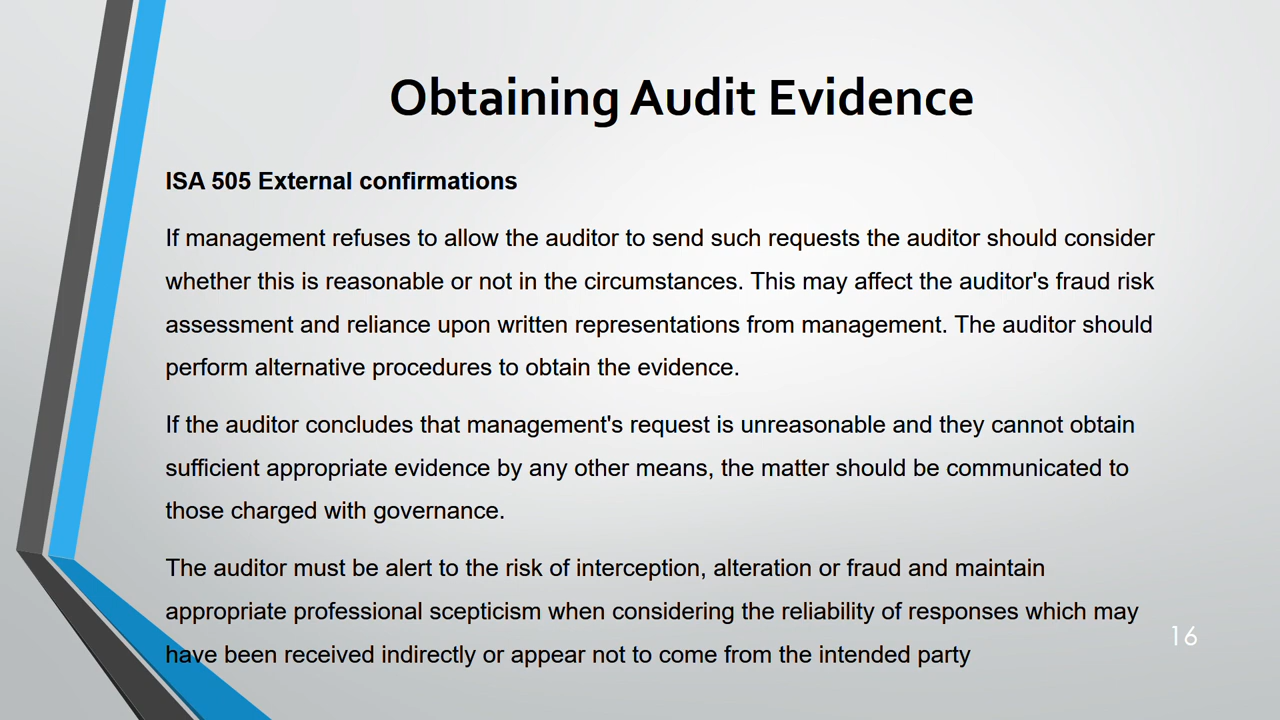 Obtaining Audit Evidence
ISA 505 External confirmations
If management refuses to allow the auditor to send such requests the auditor should consider
whether this is reasonable or not in the circumstances. This may affect the auditor's fraud risk
assessment and reliance upon written representations from management. The auditor should
perform alternative procedures to obtain the evidence.
If the auditor concludes that management's request is unreasonable and they cannot obtain
sufficient appropriate evidence by any other means, the matter should be communicated to
those charged with governance.
The auditor must be alert to the risk of interception, alteration or fraud and maintain
appropriate professional scepticism when considering the reliability of responses which may
have been received indirectly or appear not to come from the intended party
16